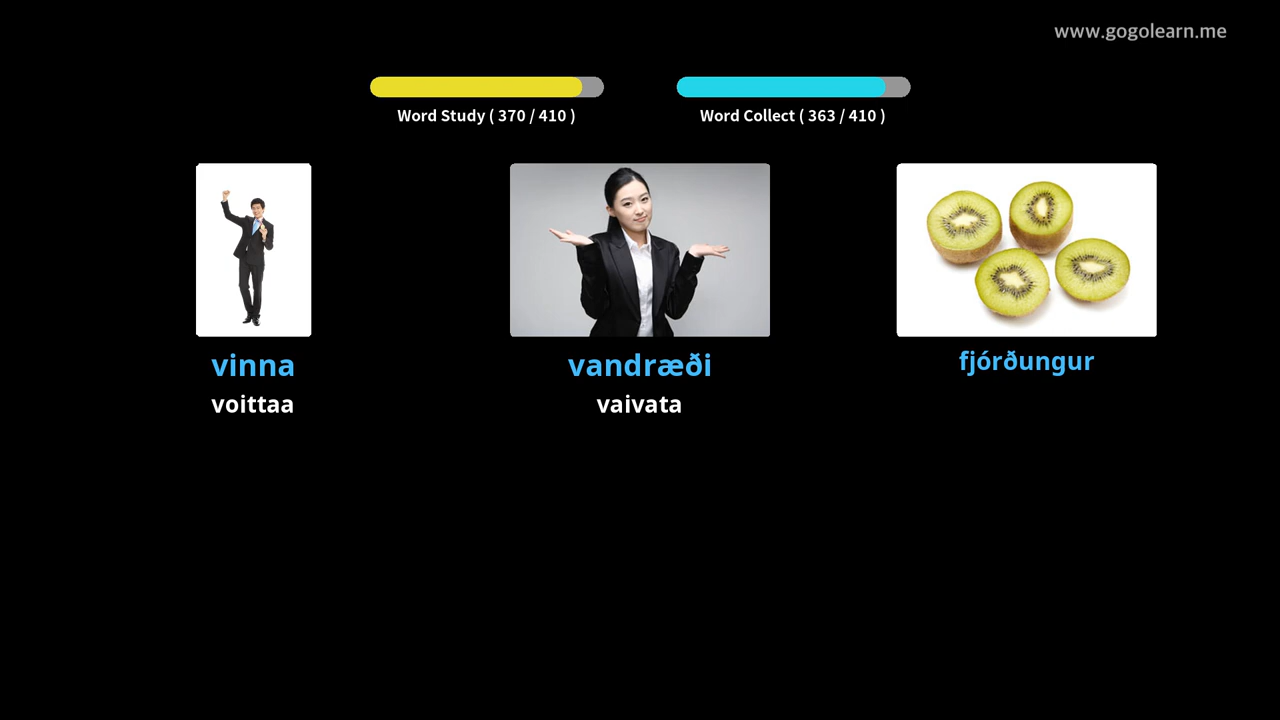 www.gogolearn.me
Word Study ( 370 / 410 )
Word Collect ( 363 / 410 )
vinna
voittaa
vandræði
vaivata
fjórðungur